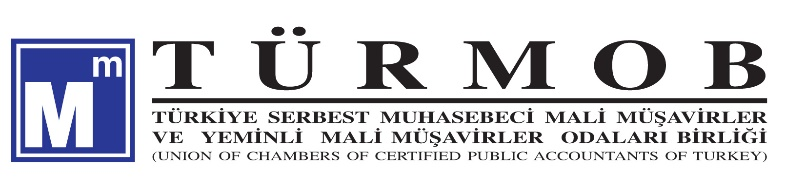 Mm
TÜRMOB
TÜRKİYE SERBEST MUHASEBECİ MALİ MÜŞAVİRLER
VE YEMİNLİ MALİ MÜŞAVİRLER ODALARI BİRLİĞİ
(UNION OF CHAMBERS OF CERTIFIED PUBLIC ACCOUNTANTS OF TURKEY)